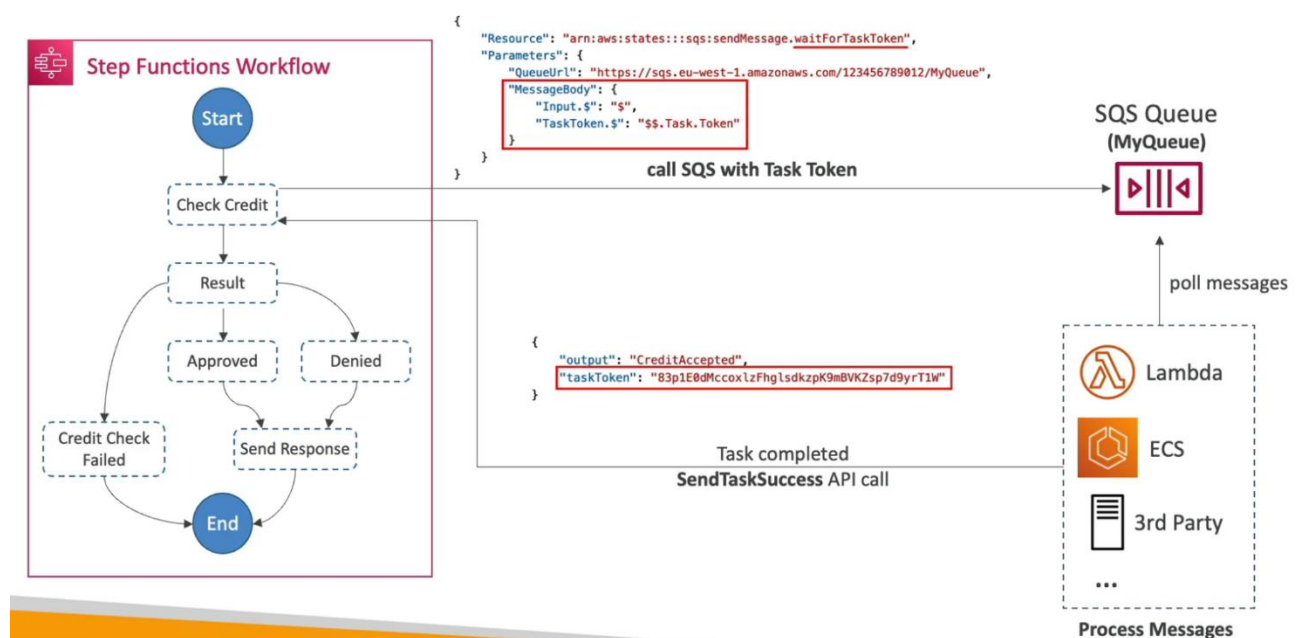 {
"Resource": "arn:aws:states:::sqs:sendMessage.waitForTaskToken",
"Parameters": {
"QueueUrl": "https://sqs.eu-west-1.amazonaws.com/123456789012/MyQueue",
"MessageBody": {
"Input.$": "$",
"TaskToken.$": "$$.Task.Token"
}
}
}
Step Functions Workflow
Start
Check Credit
Result
Approved
Denied
Credit Check
Failed
Send Response
End
call SQS with Task Token
SQS Queue
(MyQueue)
poll messages
{
"output": "CreditAccepted",
"taskToken": "83p1E0dMccoxlzFhglsdkzpK9mBVKZsp7d9yrT1W"
}
Task completed
SendTaskSuccess API call
Lambda
ECS
3rd Party
...
Process Messages